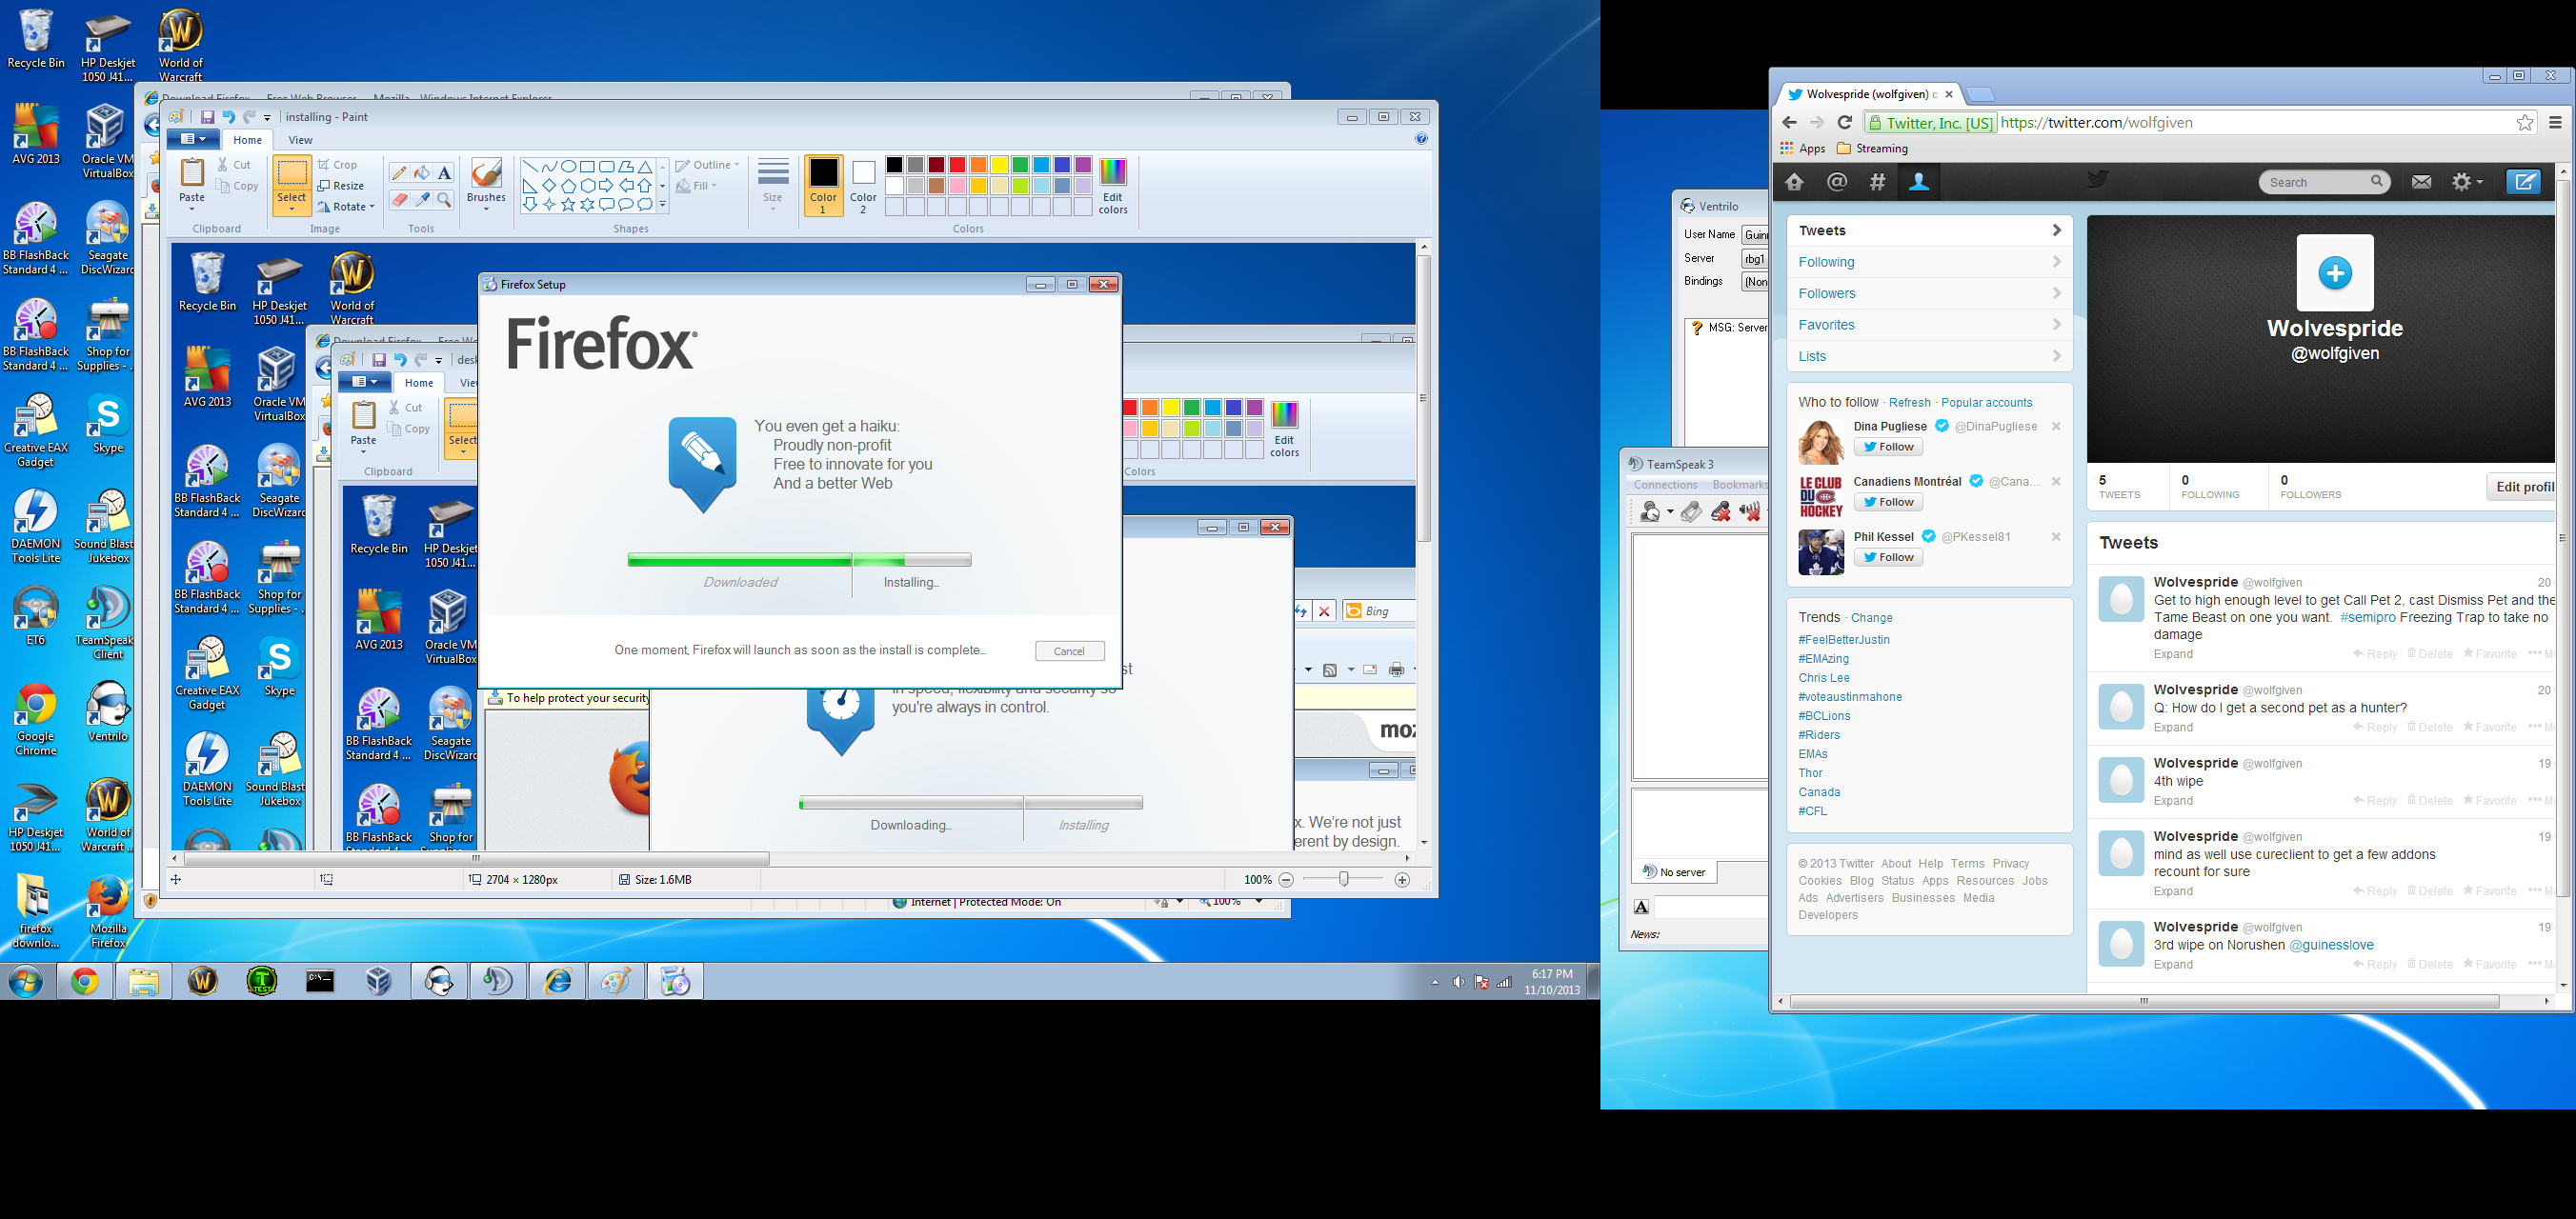 Recycle Bin
HP Deskjet 1050 J41...
World of Warcraft
AVG 2013
Oracle VM VirtualBox
BB FlashBack Standard 4 ...
Seagate DiscWizard
BB FlashBack Standard 4 ...
Shop for Supplies - ...
Creative EAX Gadget
Skype
DAEMON Tools Lite
Sound Blast Jukebox
ET6
TeamSpeak Client
Google Chrome
Ventrilo
HP Deskjet 1050 J41...
World of Warcraft ...
firefox downlo...
Mozilla Firefox
Download Firefox — Free Web Browser — Mozilla - Windows Internet Explorer
installing - Paint
Home
View
Paste
Cut
Copy
Clipboard
Select
Crop
Resize
Rotate
Image
Tools
Brushes
Shapes
Outline
Fill
Size
Color 1
Color 2
Edit colors
Colors
Recycle Bin
HP Deskjet 1050 J41...
World of Warcraft
AVG 2013
Oracle VM VirtualBox
BB FlashBack Standard 4 ...
Seagate DiscWizard
BB FlashBack Standard 4 ...
Shop for Supplies - ...
Creative EAX Gadget
Skype
DAEMON Tools Lite
Sound Blast Jukebox
Home
Paste
Cut
Copy
Select
Clipboard
Edit colors
Recycle Bin
HP De
1050 J
AVG 2013
Oracle VM VirtualBox
BB FlashBack Standard 4 ...
Seagate DiscWizard
BB FlashBack
Shop for
Firefox Setup
Firefox
You even get a haiku:
Proudly non-profit
Free to innovate for you
And a better Web
Downloaded
Installing...
One moment, Firefox will launch as soon as the install is complete...
Cancel
Bing
To help protect your security
in speed, flexibility and security so
you're always in control.
Downloading...
Installing
moz
x. We're not just
erent by design.
2704 × 1280px
Size: 1.6MB
100%
Internet | Protected Mode: On
100%
6:17 PM
11/10/2013
Ventrilo
User Name
Guin
Server
rbg1
Bindings
(Non
MSG: Server
TeamSpeak 3
Connections
Bookmarks
No server
News:
Wolvespride (wolfgiven)
Twitter, Inc. [US]
https://twitter.com/wolfgiven
Apps
Streaming
Search
Tweets
Following
Followers
Favorites
Lists
Who to follow · Refresh · Popular accounts
Dina Pugliese @DinaPugliese
Follow
LE CLUB DU HOCKEY
Canadiens Montréal @Cana...
Follow
Phil Kessel @PKessel81
Follow
Trends · Change
#FeelBetterJustin
#EMAzing
Chris Lee
#voteaustinmahone
#BCLions
#Riders
EMAs
Thor
Canada
#CFL
© 2013 Twitter About Help Terms Privacy
Cookies Blog Status Apps Resources Jobs
Ads Advertisers Businesses Media
Developers
Wolvespride
@wolfgiven
5 TWEETS
0 FOLLOWING
0 FOLLOWERS
Edit profil
Tweets
Wolvespride @wolfgiven 20
Get to high enough level to get Call Pet 2, cast Dismiss Pet and the
Tame Beast on one you want. #semipro Freezing Trap to take no
damage
Expand Reply Delete Favorite
Wolvespride @wolfgiven 20
Q: How do I get a second pet as a hunter?
Expand Reply Delete Favorite
Wolvespride @wolfgiven 19
4th wipe
Expand Reply Delete Favorite
Wolvespride @wolfgiven 19
mind as well use cureclient to get a few addons
recount for sure
Expand Reply Delete Favorite
Wolvespride @wolfgiven 19
3rd wipe on Norushen @guinesslove
Expand Reply Delete Favorite